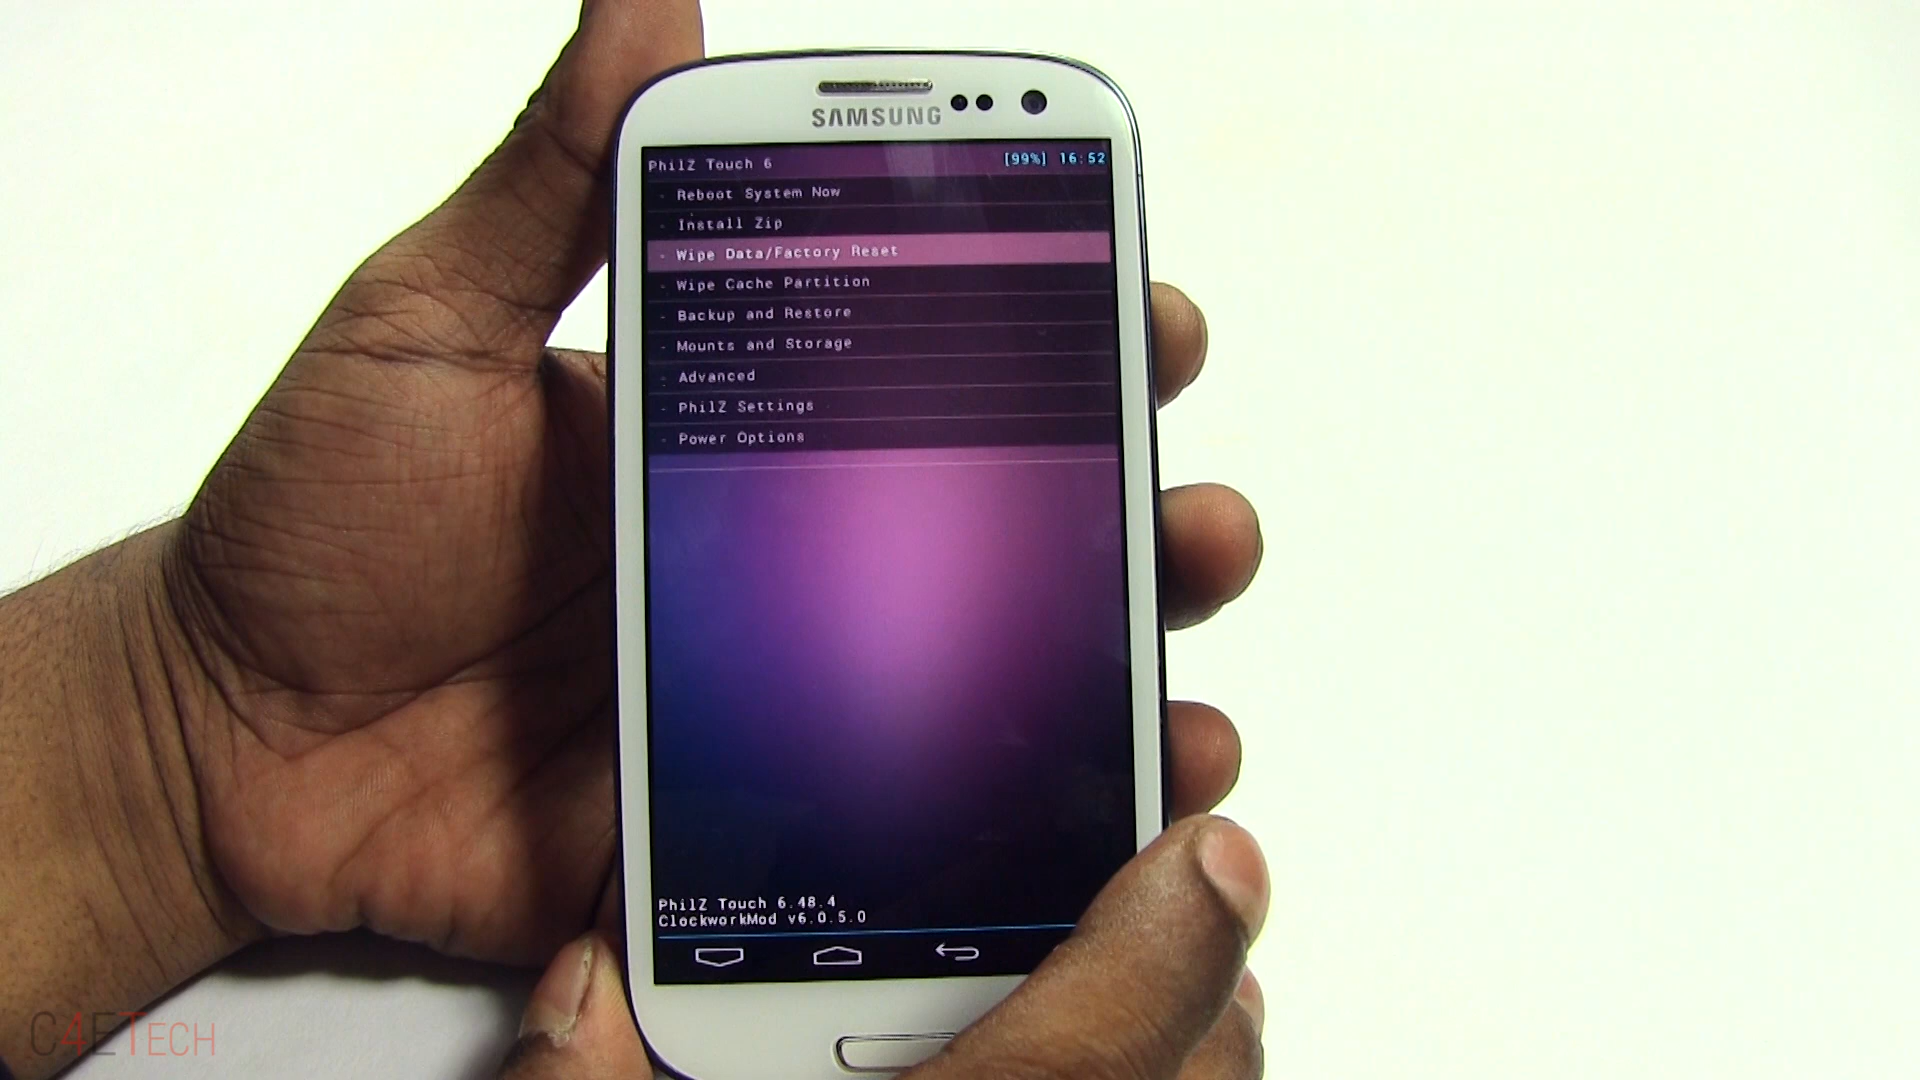 SAMSUNG
PhilZ Touch 6 [99%] 16:52
- Reboot System Now
- Install Zip
- Wipe Data/Factory Reset
- Wipe Cache Partition
- Backup and Restore
- Mounts and Storage
- Advanced
- PhilZ Settings
- Power Options
PhilZ Touch 6.48.4
ClockworkMod v6.0.5.0
C4ETECH